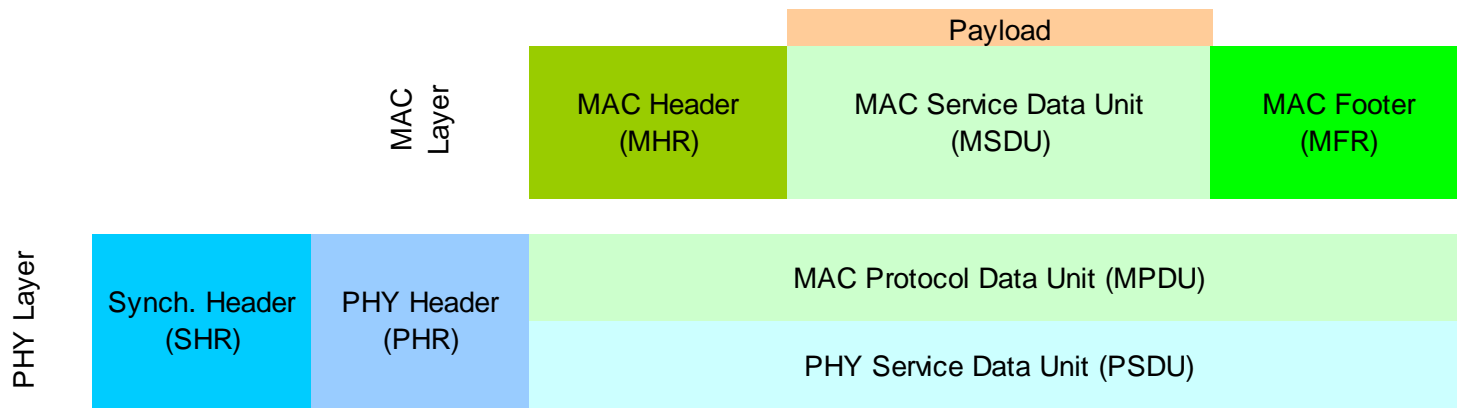 Payload
MAC
Layer
MAC Header
(MHR)
MAC Service Data Unit
(MSDU)
MAC Footer
(MFR)
PHY Layer
Synch. Header
(SHR)
PHY Header
(PHR)
MAC Protocol Data Unit (MPDU)
PHY Service Data Unit (PSDU)